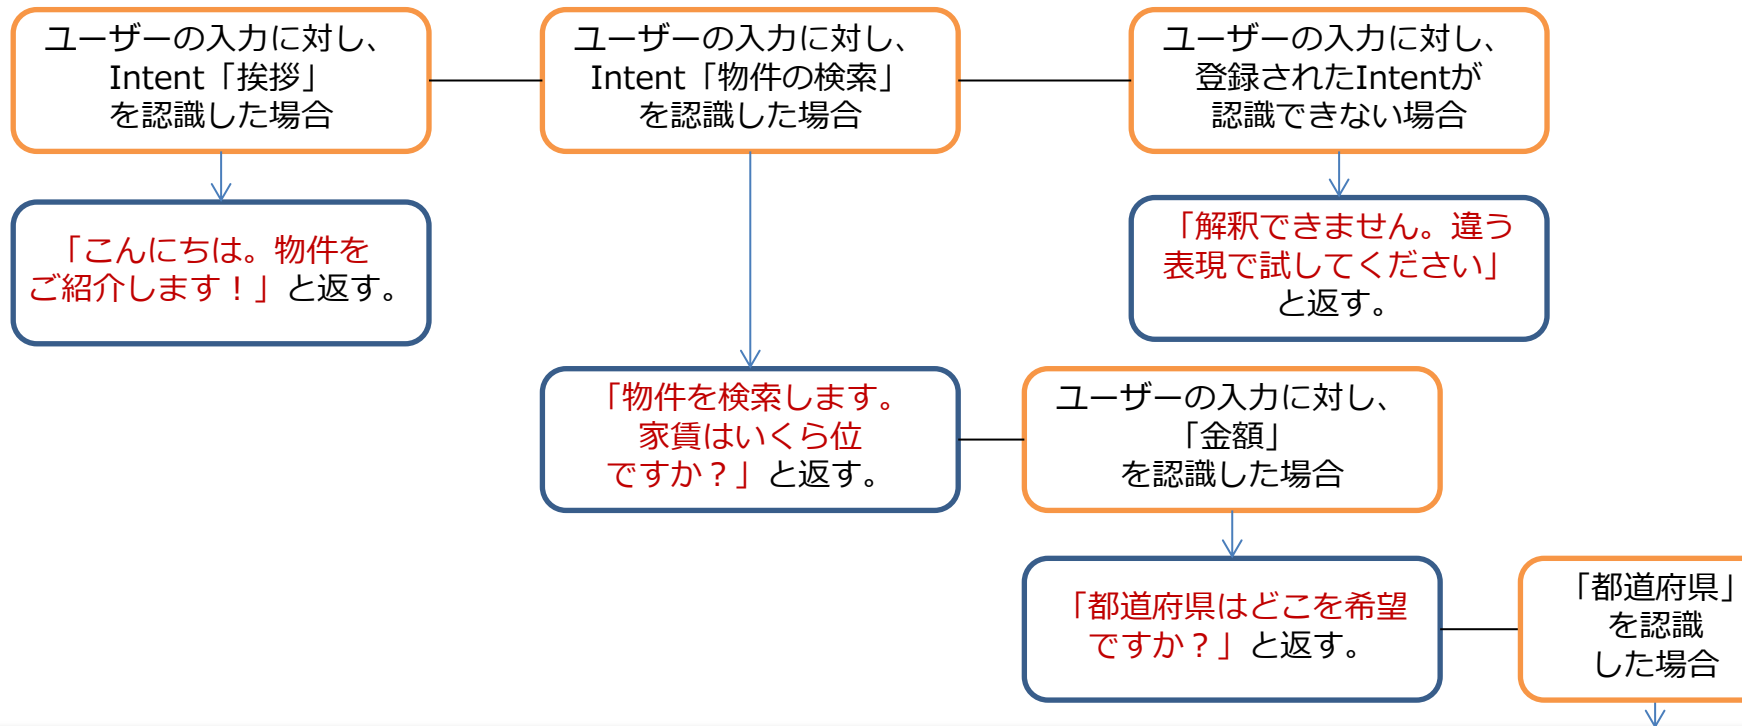 ユーザーの入力に対し、
Intent「挨拶」
を認識した場合
ユーザーの入力に対し、
Intent「物件の検索」
を認識した場合
ユーザーの入力に対し、
登録されたIntentが
認識できない場合
「こんにちは。物件を
ご紹介します！」と返す。
「解釈できません。違う
表現で試してください」
と返す。
「物件を検索します。
家賃はいくら位
ですか？」と返す。
ユーザーの入力に対し、
「金額」
を認識した場合
「都道府県はどこを希望
ですか？」と返す。
「都道府県」
を認識
した場合